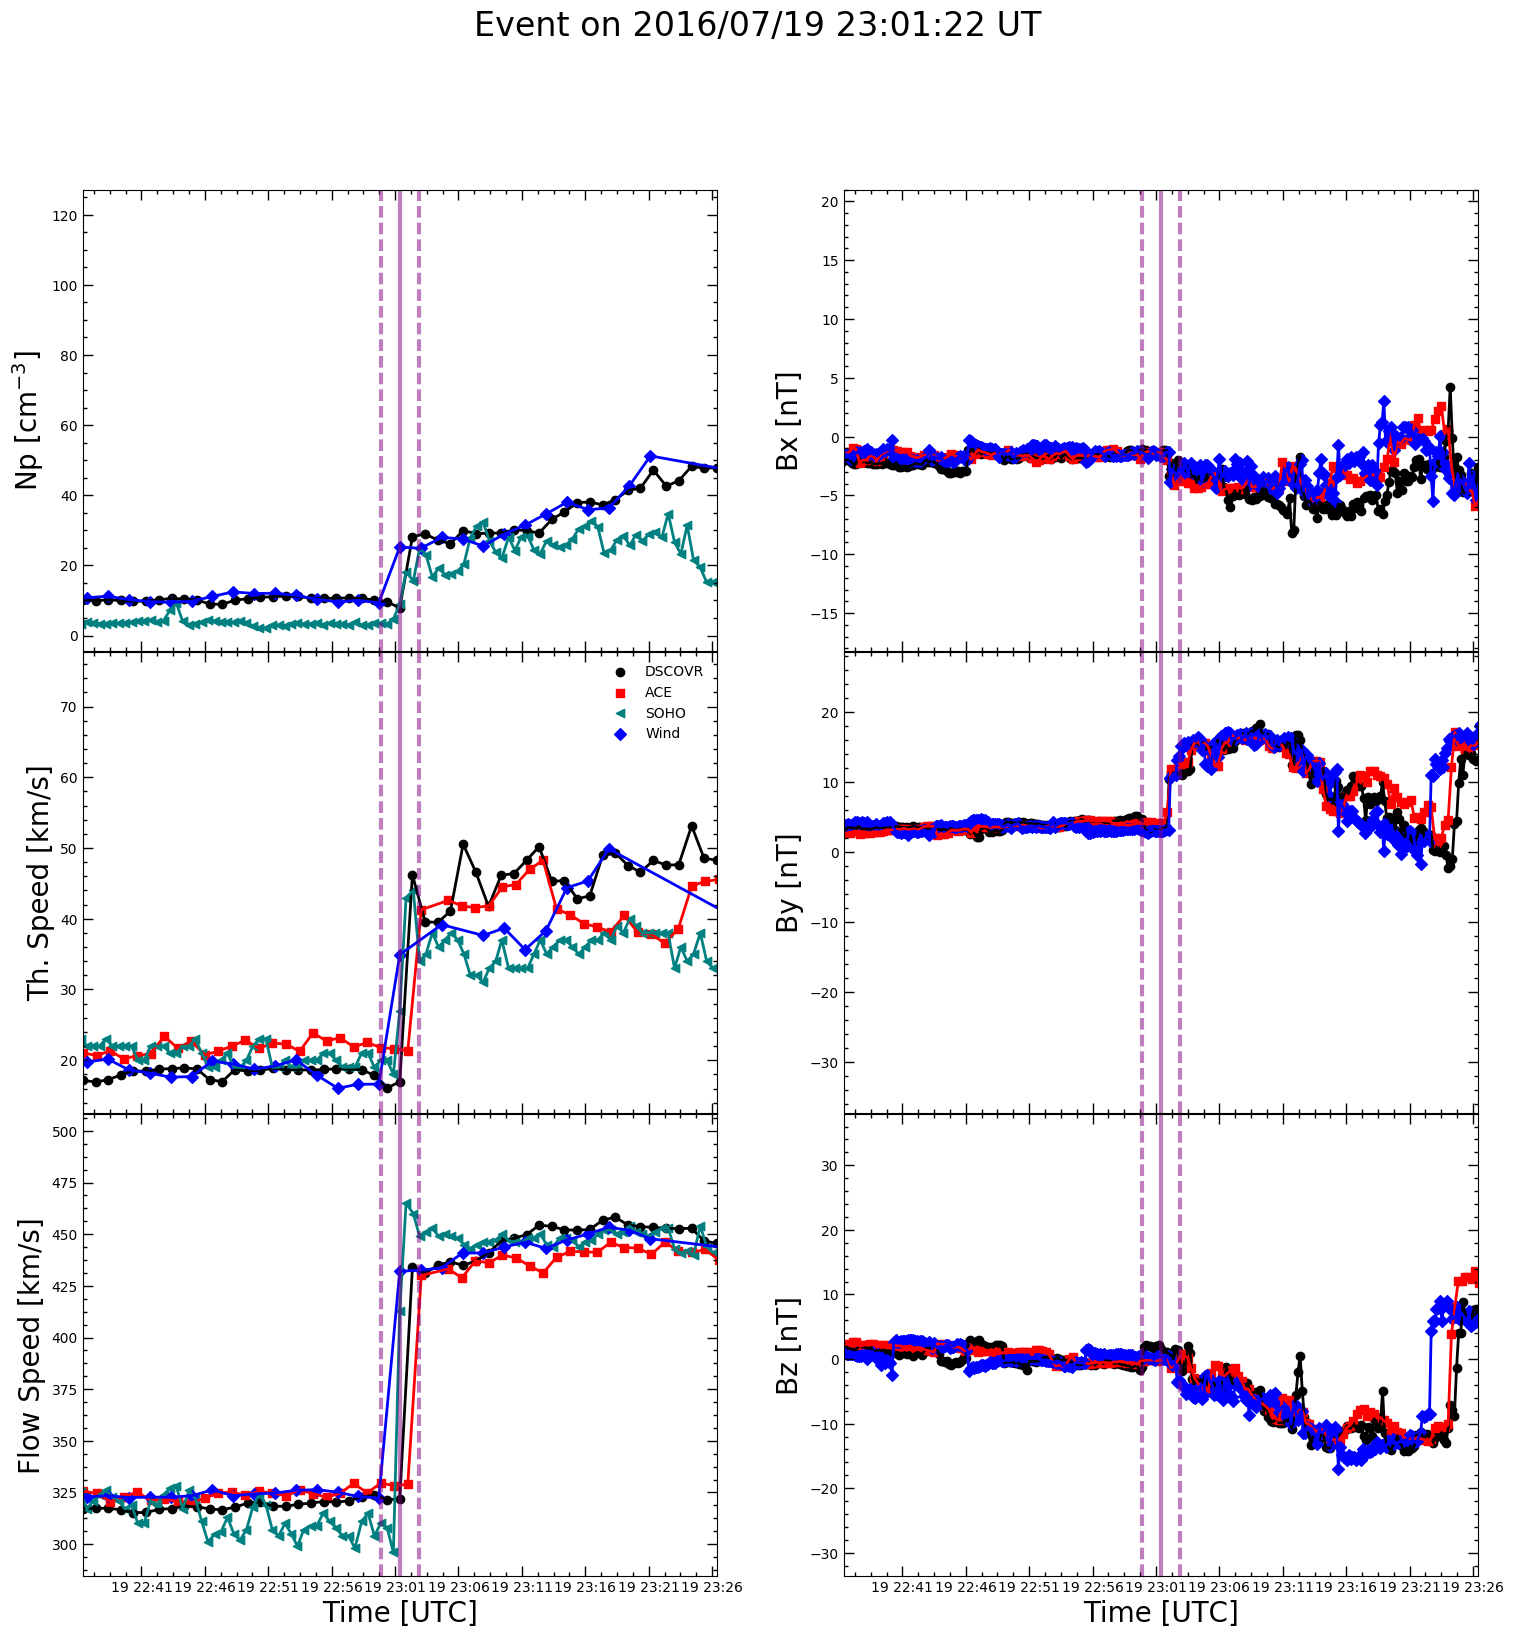 Event on 2016/07/19 23:01:22 UT
Np [cm⁻³]
120
100
80
60
40
20
0
Th. Speed [km/s]
70
60
50
40
30
20
DSCOVR
ACE
SOHO
Wind
Flow Speed [km/s]
500
475
450
425
400
375
350
325
300
19 22:41 19 22:46 19 22:51 19 22:56 19 23:01 19 23:06 19 23:11 19 23:16 19 23:21 19 23:26
Time [UTC]
Bx [nT]
20
15
10
5
0
−5
−10
−15
By [nT]
20
10
0
−10
−20
−30
Bz [nT]
30
20
10
0
−10
−20
−30
19 22:41 19 22:46 19 22:51 19 22:56 19 23:01 19 23:06 19 23:11 19 23:16 19 23:21 19 23:26
Time [UTC]